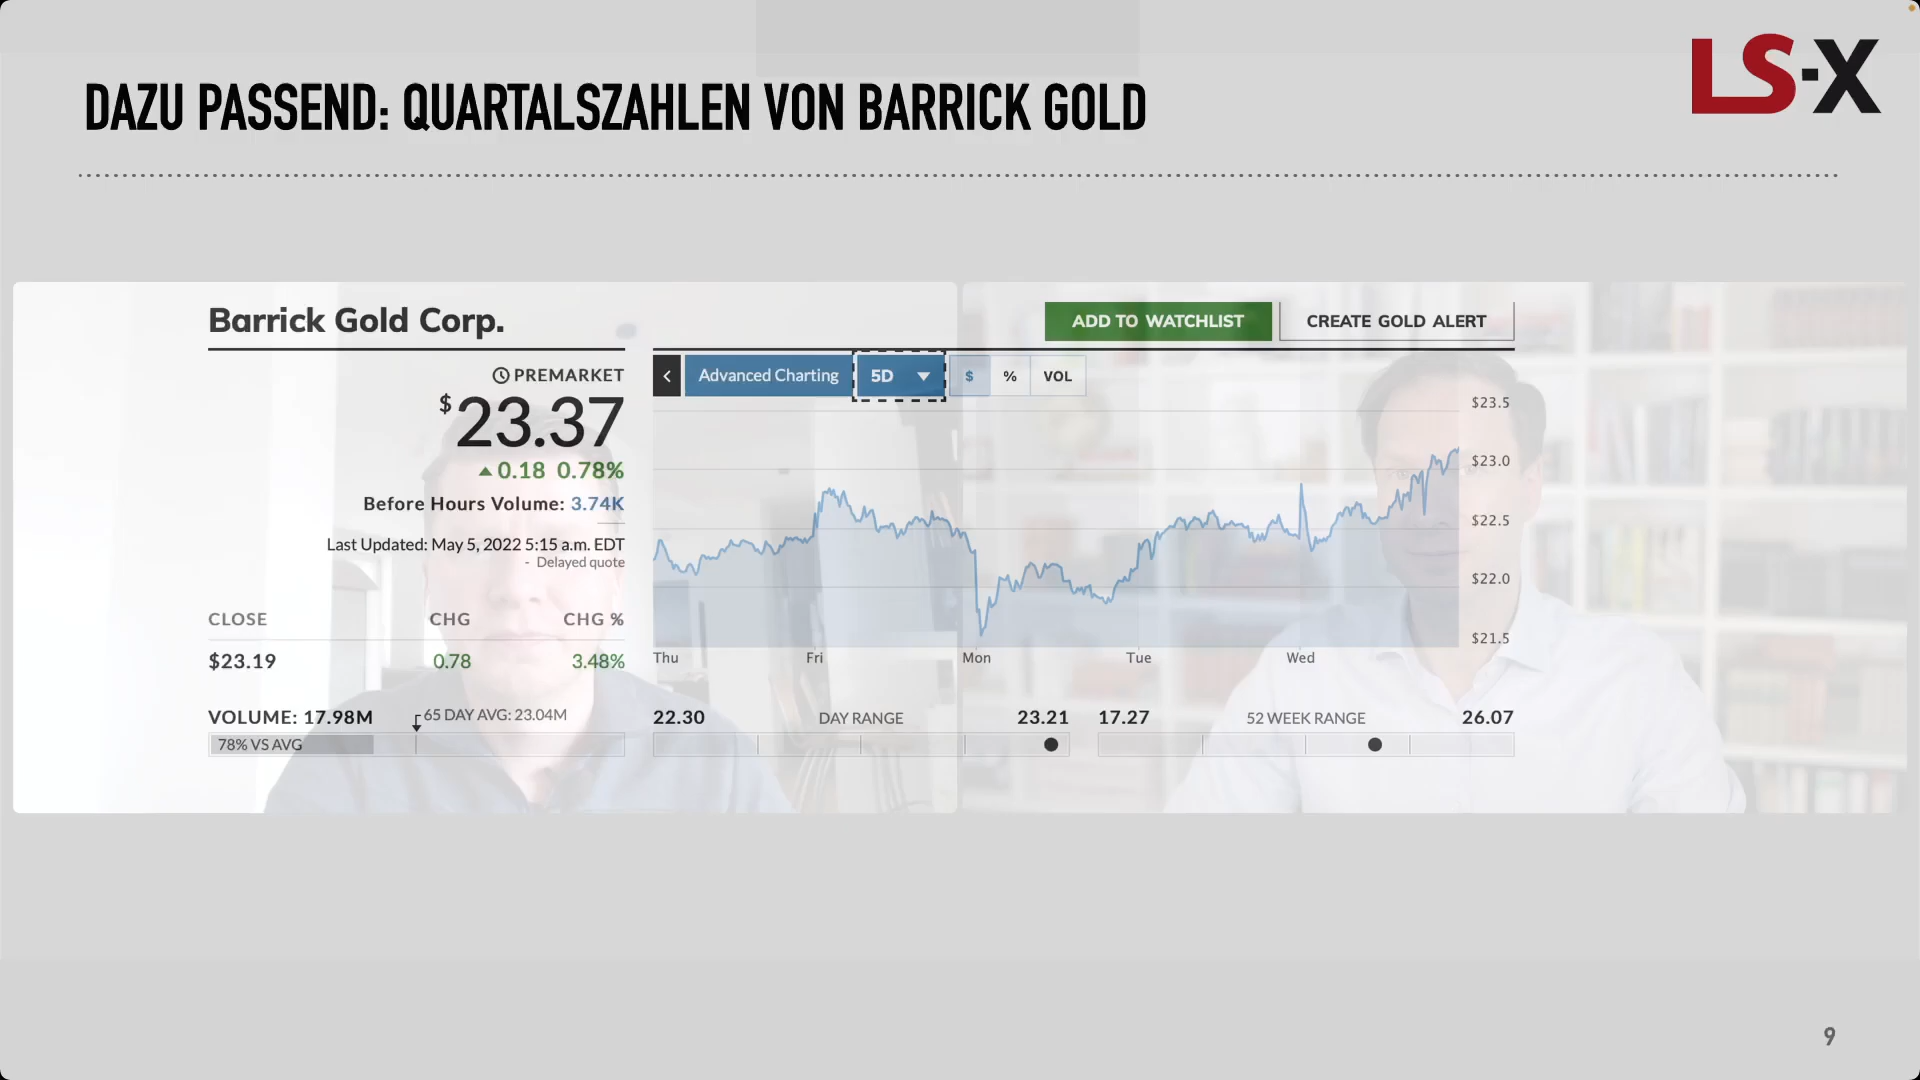 LS-X
DAZU PASSEND: QUARTALSZAHLEN VON BARRICK GOLD
Barrick Gold Corp.
ADD TO WATCHLIST
CREATE GOLD ALERT
PREMARKET
$23.37
0.18 0.78%
Before Hours Volume: 3.74K
Last Updated: May 5, 2022 5:15 a.m. EDT
- Delayed quote
CLOSE CHG CHG %
$23.19 0.78 3.48%
VOLUME: 17.98M
65 DAY AVG: 23.04M
78% VS AVG
Advanced Charting 5D $ % VOL
$23.5
$23.0
$22.5
$22.0
$21.5
Thu Fri Mon Tue Wed
22.30 DAY RANGE 23.21
17.27 52 WEEK RANGE 26.07
9